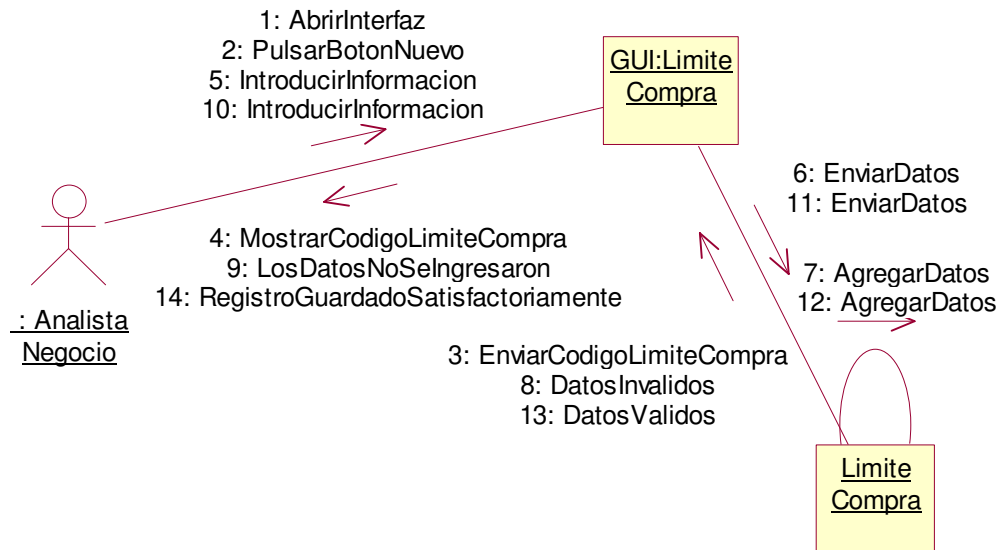 1: AbrirInterfaz
2: PulsarBotonNuevo
5: IntroducirInformacion
10: IntroducirInformacion
GUI:Limite
Compra
6: EnviarDatos
11: EnviarDatos
4: MostrarCodigoLimiteCompra
9: LosDatosNoSeIngresaron
14: RegistroGuardadoSatisfactoriamente
7: AgregarDatos
12: AgregarDatos
: Analista
Negocio
3: EnviarCodigoLimiteCompra
8: DatosInvalidos
13: DatosValidos
Limite
Compra